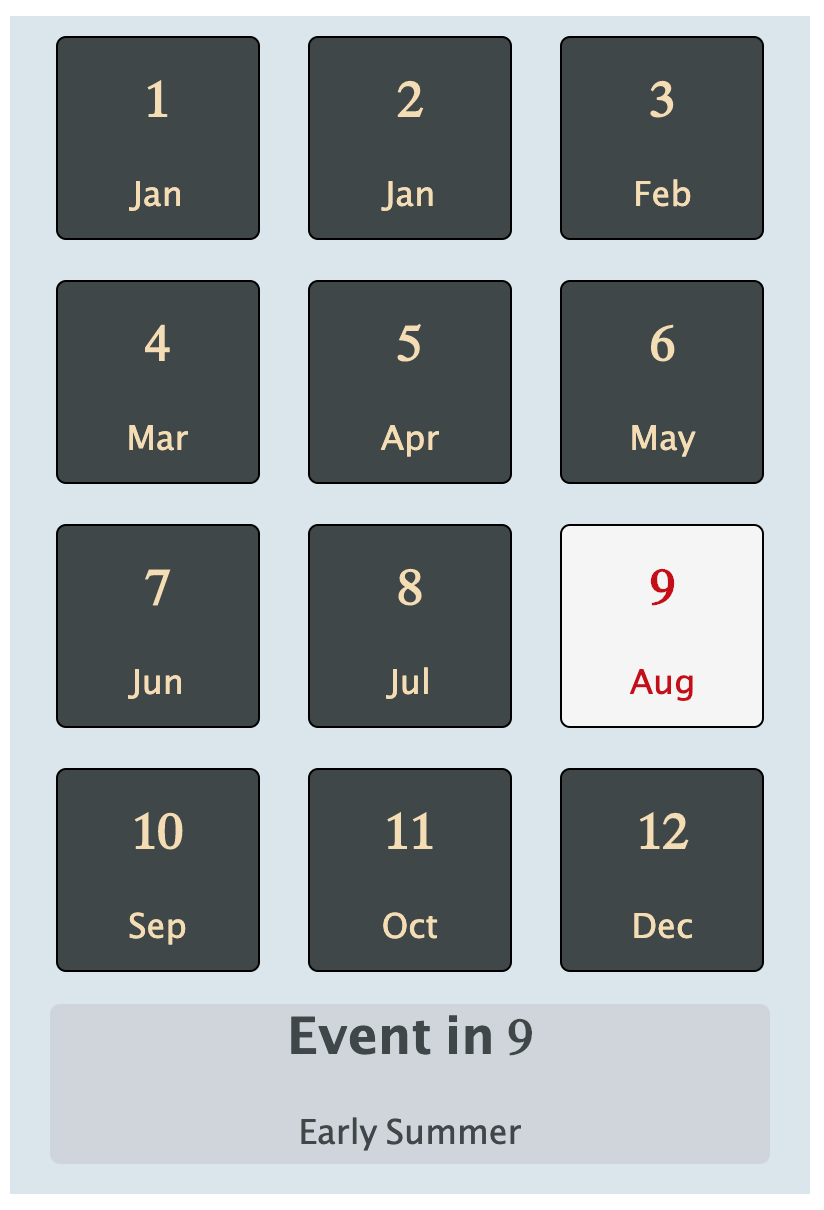 1 2 3
Jan Jan Feb
4 5 6
Mar Apr May
7 8 9
Jun Jul Aug
10 11 12
Sep Oct Dec
Event in 9
Early Summer